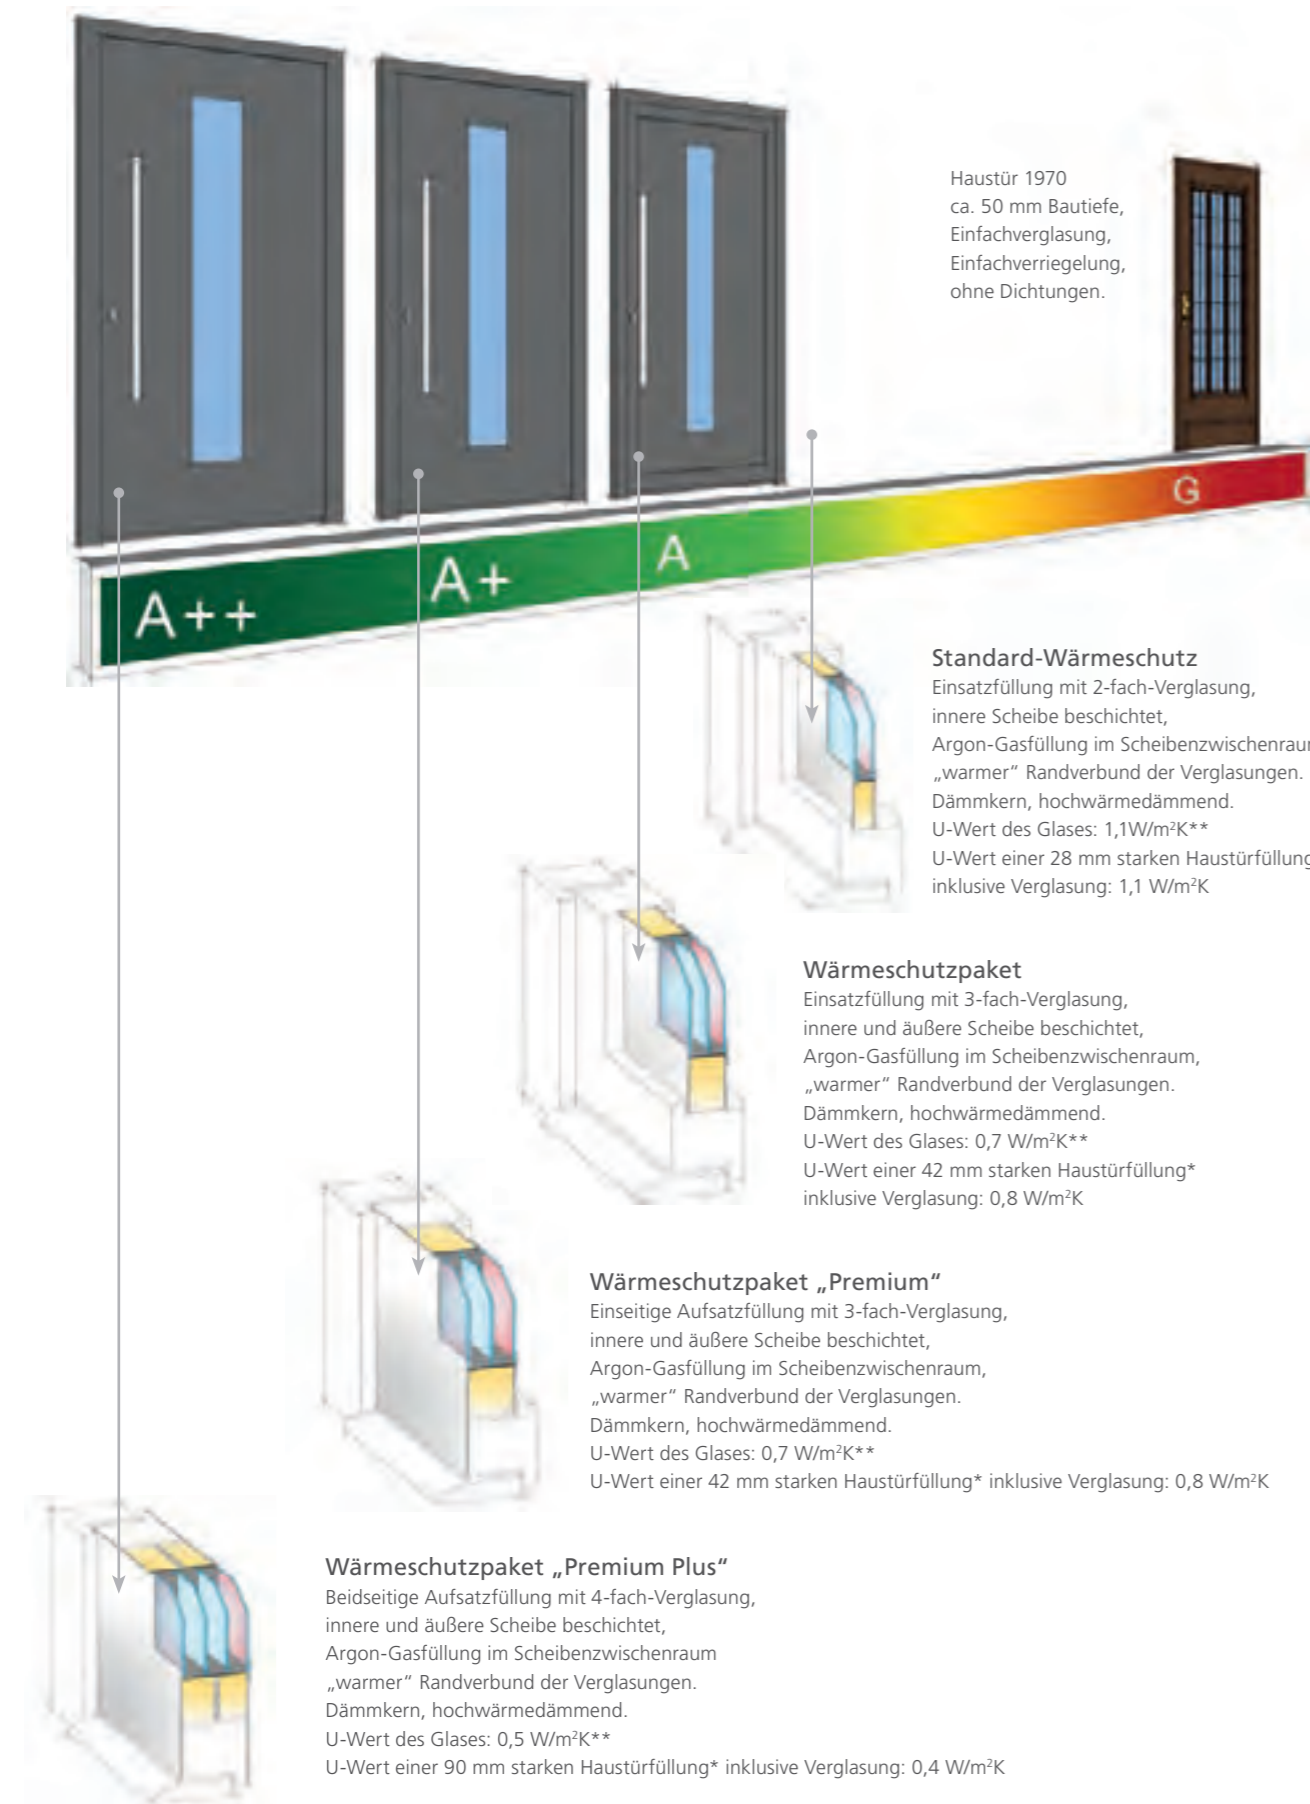 Haustür 1970
ca. 50 mm Bautiefe,
Einfachverglasung,
Einfachverriegelung,
ohne Dichtungen.
G
A
A+
A++
Standard-Wärmeschutz
Einsatzfüllung mit 2-fach-Verglasung,
innere Scheibe beschichtet,
Argon-Gasfüllung im Scheibenzwischenraum
„warmer“ Randverbund der Verglasungen.
Dämmkern, hochwärmedämmend.
U-Wert des Glases: 1,1W/m²K**
U-Wert einer 28 mm starken Haustürfüllung
inklusive Verglasung: 1,1 W/m²K
Wärmeschutzpaket
Einsatzfüllung mit 3-fach-Verglasung,
innere und äußere Scheibe beschichtet,
Argon-Gasfüllung im Scheibenzwischenraum,
„warmer“ Randverbund der Verglasungen.
Dämmkern, hochwärmedämmend.
U-Wert des Glases: 0,7 W/m²K**
U-Wert einer 42 mm starken Haustürfüllung*
inklusive Verglasung: 0,8 W/m²K
Wärmeschutzpaket „Premium“
Einseitige Aufsatzfüllung mit 3-fach-Verglasung,
innere und äußere Scheibe beschichtet,
Argon-Gasfüllung im Scheibenzwischenraum,
„warmer“ Randverbund der Verglasungen.
Dämmkern, hochwärmedämmend.
U-Wert des Glases: 0,7 W/m²K**
U-Wert einer 42 mm starken Haustürfüllung* inklusive Verglasung: 0,8 W/m²K
Wärmeschutzpaket „Premium Plus“
Beidseitige Aufsatzfüllung mit 4-fach-Verglasung,
innere und äußere Scheibe beschichtet,
Argon-Gasfüllung im Scheibenzwischenraum
„warmer“ Randverbund der Verglasungen.
Dämmkern, hochwärmedämmend.
U-Wert des Glases: 0,5 W/m²K**
U-Wert einer 90 mm starken Haustürfüllung* inklusive Verglasung: 0,4 W/m²K